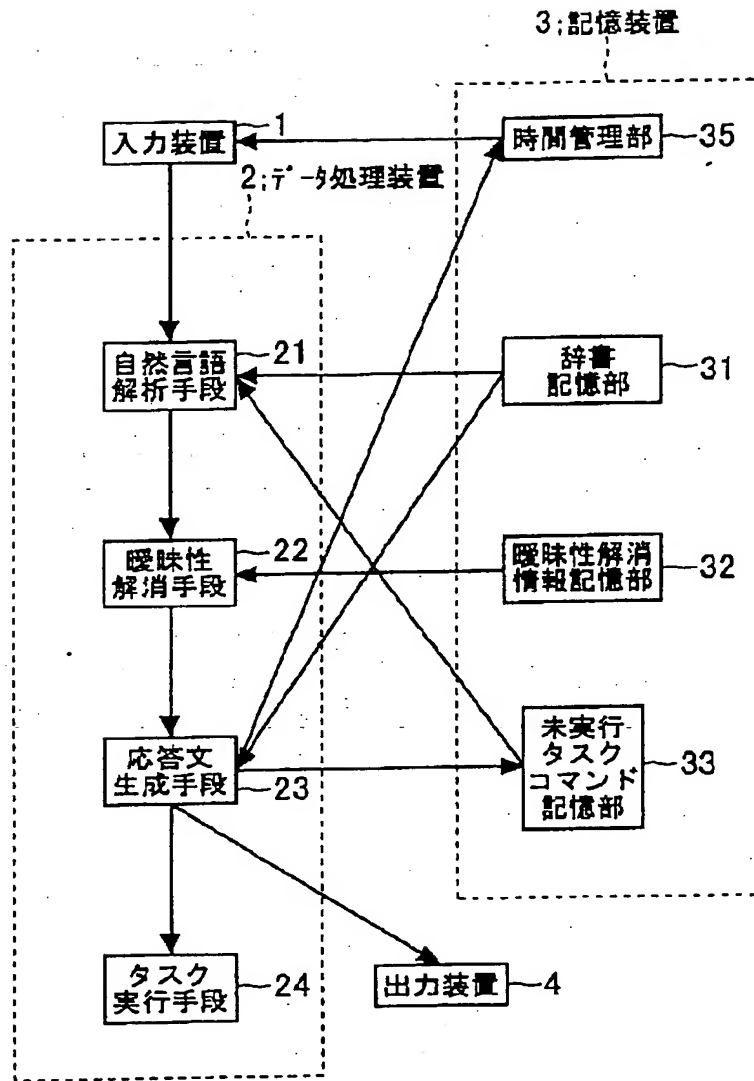 3;記憶装置
1
入力装置
時間管理部
35
2;データ処理装置
21
自然言語
解析手段
辞書
記憶部
31
22
曖昧性
解消手段
曖昧性解消
情報記憶部
32
応答文
生成手段
23
未実行
タスク
コマンド
記憶部
33
タスク
実行手段
24
出力装置
4